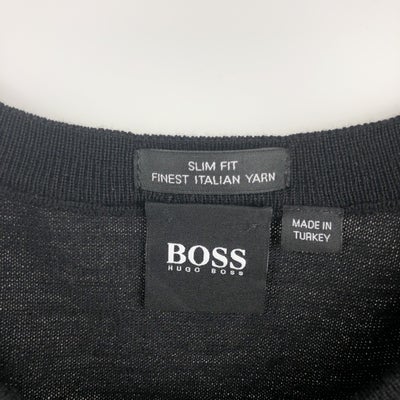 SLIM FIT
FINEST ITALIAN YARN
BOSS
HUGO BOSS
MADE IN
TURKEY